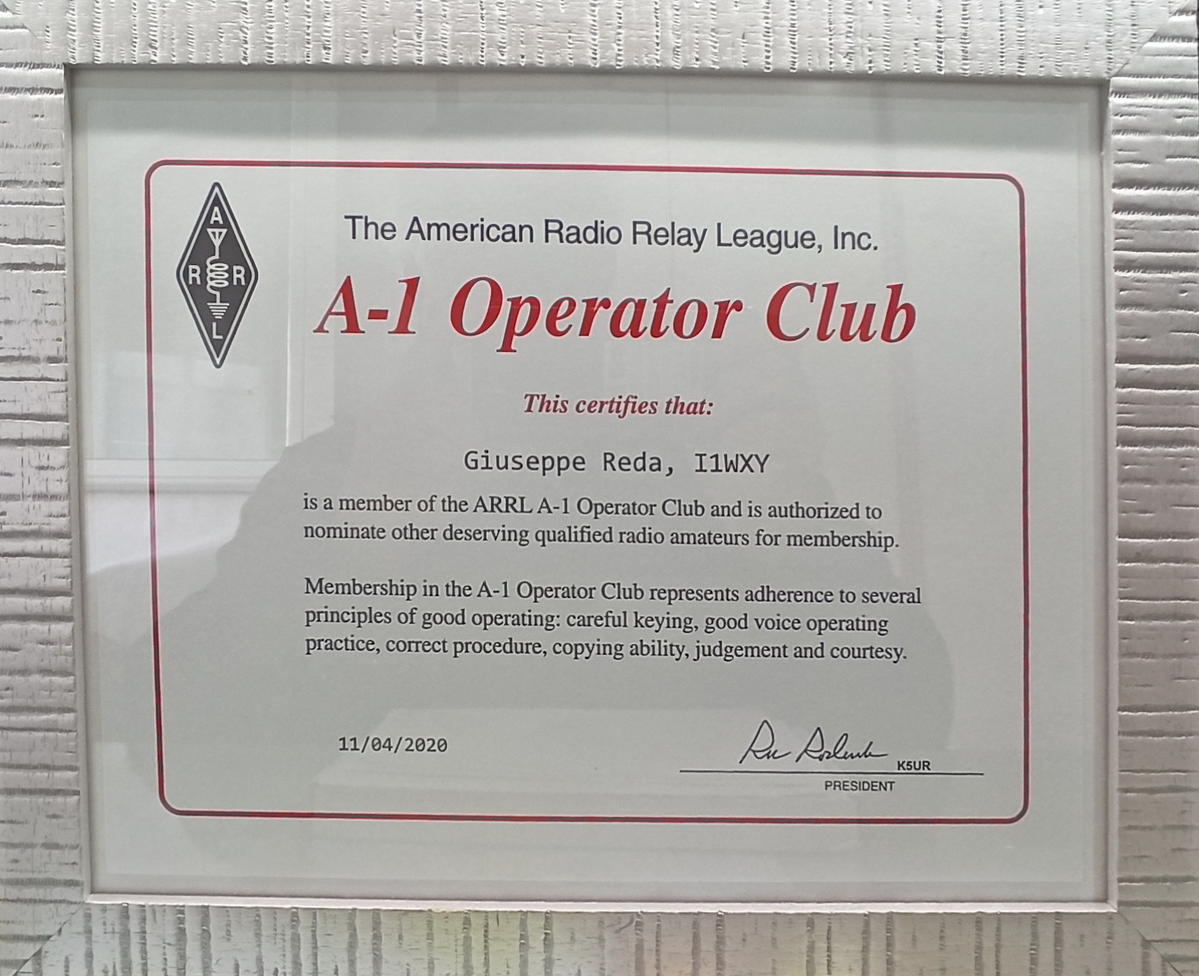 A
R R
L
The American Radio Relay League, Inc.
A-1 Operator Club
This certifies that:
Giuseppe Reda, I1WXY
is a member of the ARRL A-1 Operator Club and is authorized to
nominate other deserving qualified radio amateurs for membership.
Membership in the A-1 Operator Club represents adherence to several
principles of good operating: careful keying, good voice operating
practice, correct procedure, copying ability, judgement and courtesy.
11/04/2020
K5UR
PRESIDENT